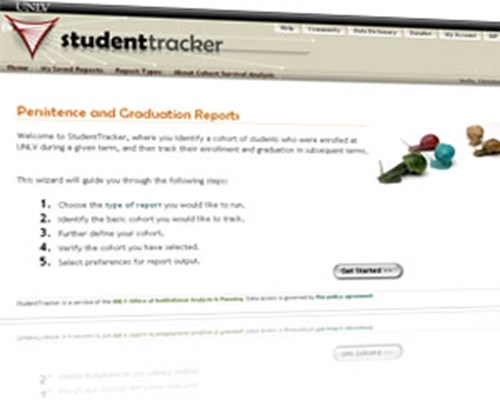 UNLV
Help Community Data Dictionary DataSet My Account
studenttracker
Home My Saved Reports Report Types About Cohort Survival Analysis
Persistence and Graduation Reports
Welcome to StudentTracker, where you identify a cohort of students who were enrolled at
UNLV during a given term, and then track their enrollment and graduation in subsequent terms.
This wizard will guide you through the following steps:
1. Choose the type of report you would like to run.
2. Identify the basic cohort you would like to track.
3. Further define your cohort.
4. Verify the cohort you have selected.
5. Select preferences for report output.
Get Started >>
StudentTracker is a service of the UNLV Office of Institutional Analysis & Planning. Data access is governed by this policy agreement.